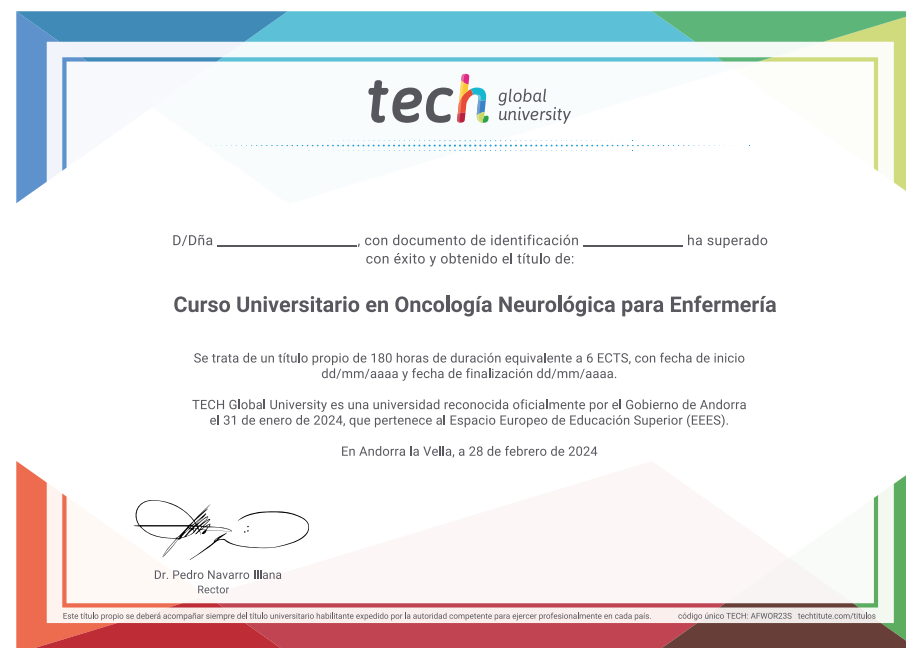 tech global university
D/Dña ______________, con documento de identificación __________ ha superado
con éxito y obtenido el título de:
Curso Universitario en Oncología Neurológica para Enfermería
Se trata de un título propio de 180 horas de duración equivalente a 6 ECTS, con fecha de inicio
dd/mm/aaaa y fecha de finalización dd/mm/aaaa.
TECH Global University es una universidad reconocida oficialmente por el Gobierno de Andorra
el 31 de enero de 2024, que pertenece al Espacio Europeo de Educación Superior (EEES).
En Andorra la Vella, a 28 de febrero de 2024
Dr. Pedro Navarro Illana
Rector
Este título propio se deberá acompañar siempre del título universitario habilitante expedido por la autoridad competente para ejercer profesionalmente en cada país. código único TECH: AFWOR23S techtitute.com/titulos